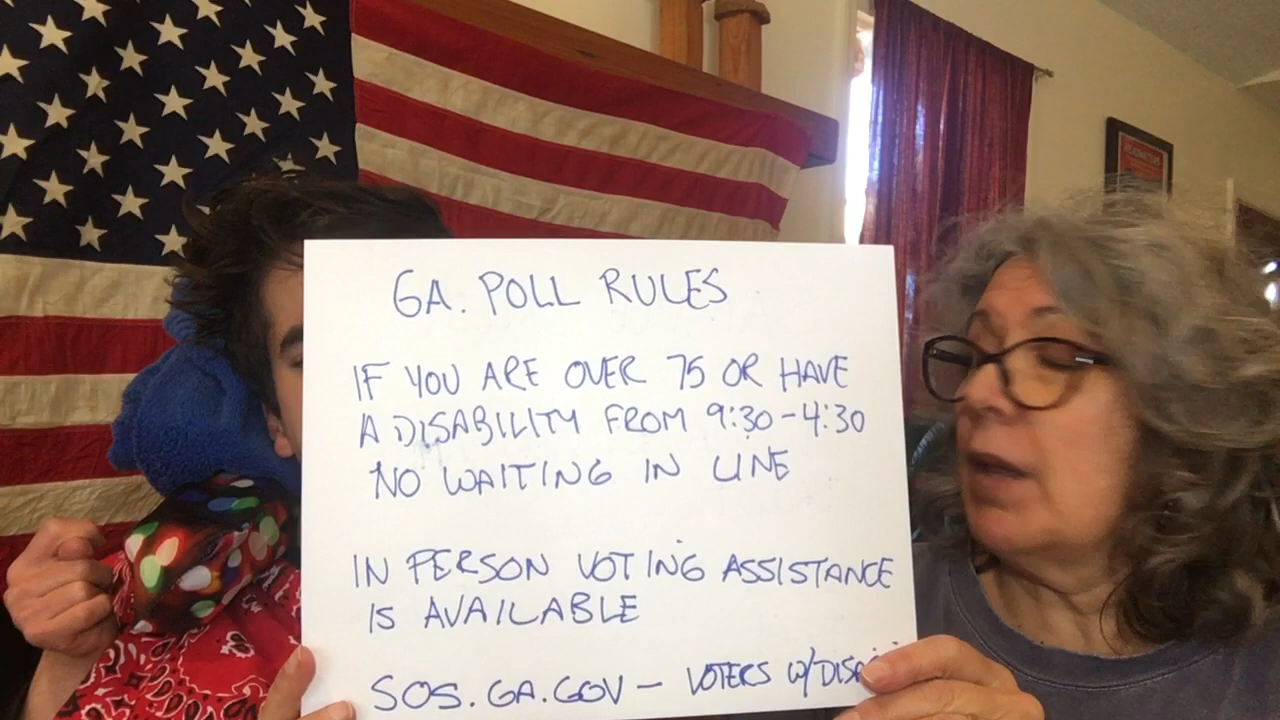 GA. POLL RULES
IF YOU ARE OVER 75 OR HAVE
A DISABILITY FROM 9:30-4:30
NO WAITING IN LINE
IN PERSON VOTING ASSISTANCE
IS AVAILABLE
SOS.GA.GOV - VOTERS W/